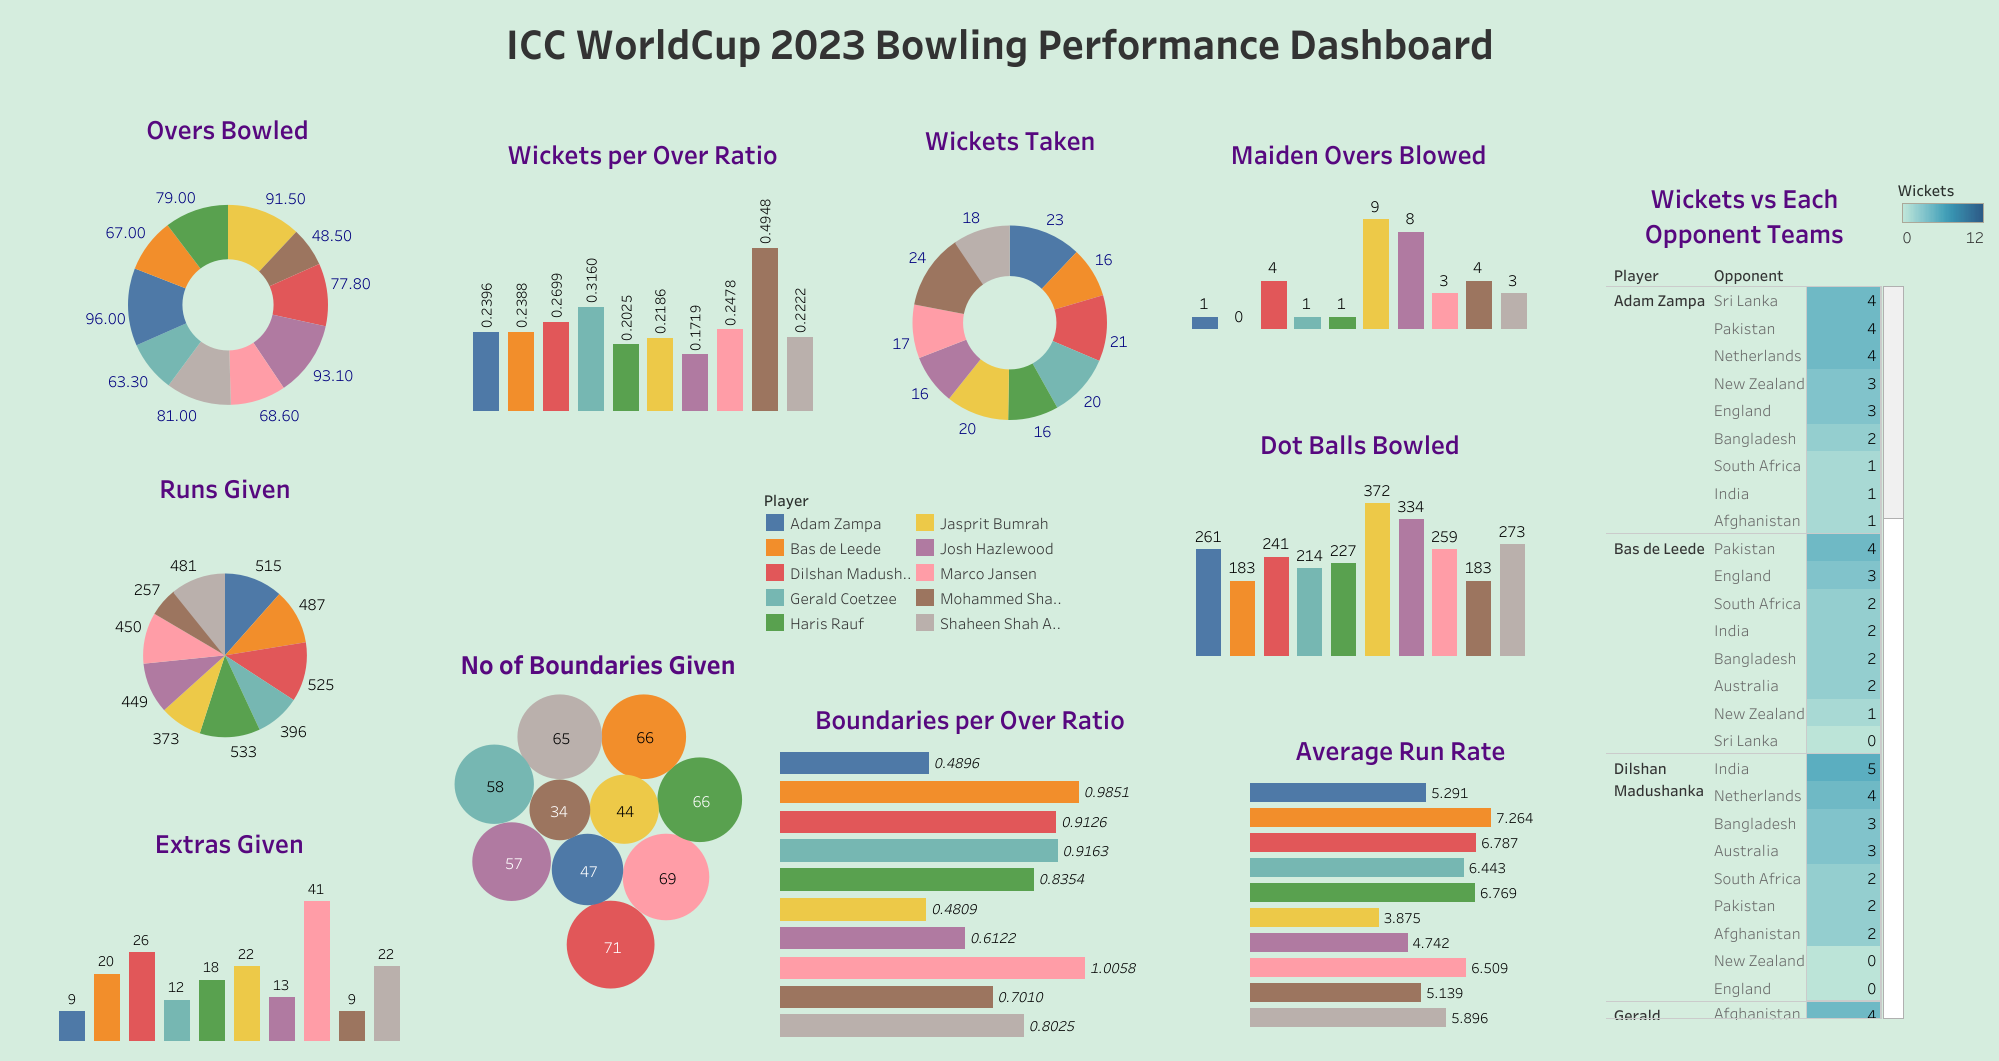 ICC WorldCup 2023 Bowling Performance Dashboard
Overs Bowled
79.00
91.50
67.00
48.50
77.80
96.00
93.10
63.30
81.00
68.60
Wickets per Over Ratio
0.2396
0.2388
0.2699
0.3160
0.2025
0.2186
0.1719
0.2478
0.4948
0.2222
Wickets Taken
18
23
24
16
17
21
16
20
20
16
Maiden Overs Blowed
1
0
4
1
1
9
8
3
4
3
Runs Given
481
515
257
487
450
525
449
396
373
533
Player
Adam Zampa
Bas de Leede
Dilshan Madush..
Gerald Coetzee
Haris Rauf
Jasprit Bumrah
Josh Hazlewood
Marco Jansen
Mohammed Sha..
Shaheen Shah A..
Dot Balls Bowled
261
183
241
214
227
372
334
259
183
273
Extras Given
9
20
26
12
18
22
13
41
9
22
No of Boundaries Given
65
66
58
34
44
66
57
47
69
71
Boundaries per Over Ratio
0.4896
0.9851
0.9126
0.9163
0.8354
0.4809
0.6122
1.0058
0.7010
0.8025
Average Run Rate
5.291
7.264
6.787
6.443
6.769
3.875
4.742
6.509
5.139
5.896
Wickets vs Each
Opponent Teams
Wickets
0 12
Player Opponent
Adam Zampa Sri Lanka 4
Pakistan 4
Netherlands 4
New Zealand 3
England 3
Bangladesh 2
South Africa 1
India 1
Afghanistan 1
Bas de Leede Pakistan 4
England 3
South Africa 2
India 2
Bangladesh 2
Australia 2
New Zealand 1
Sri Lanka 0
Dilshan India 5
Madushanka Netherlands 4
Bangladesh 3
Australia 3
South Africa 2
Pakistan 2
Afghanistan 2
New Zealand 0
England 0
Gerald Afghanistan 4